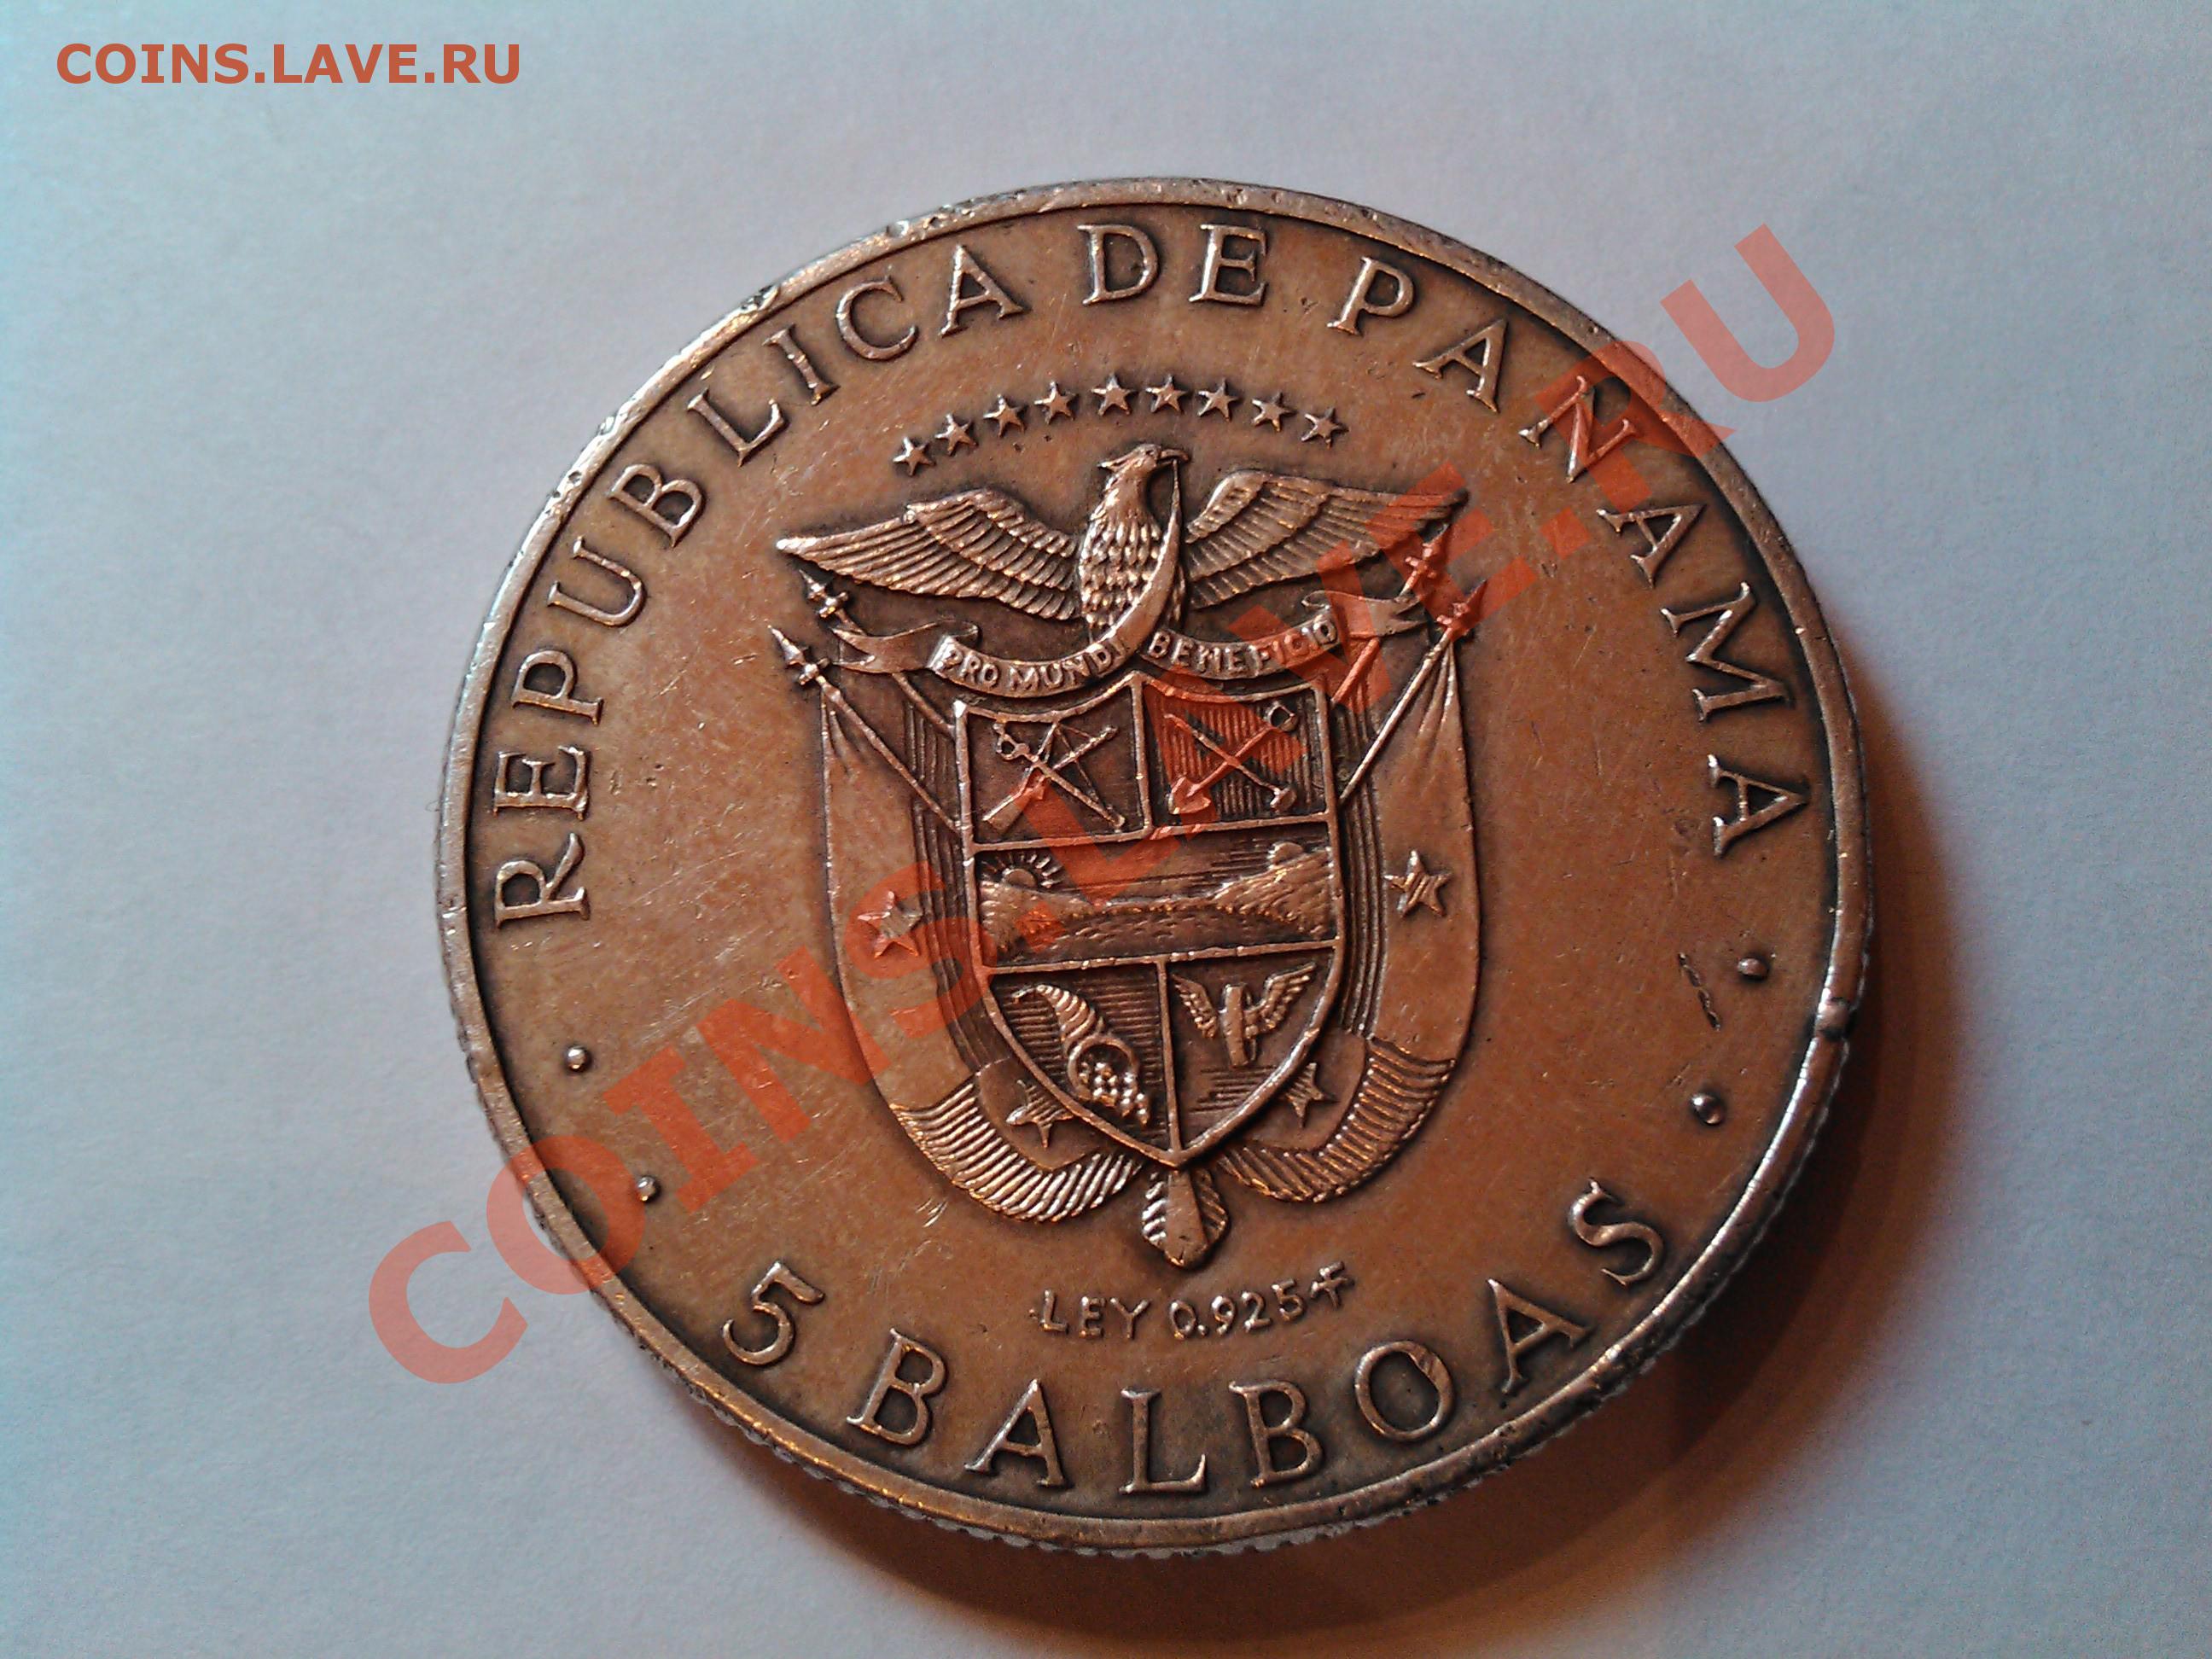 COINS.LAVE.RU
REPUBLICA DE PANAMA
PRO MUNDI BENEFICIO
LEY 0.925
5 BALBOAS
COINS.LAVE.RU